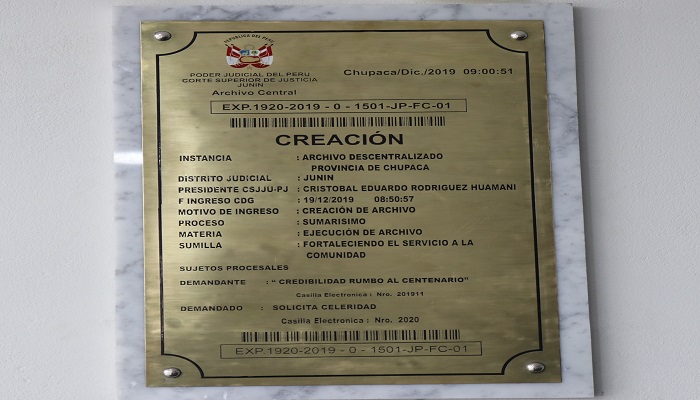 REPUBLICA DEL PERU
PODER JUDICIAL DEL PERU
CORTE SUPERIOR DE JUSTICIA
JUNIN
Archivo Central
Chupaca/Dic./2019 09:00:51
EXP.1920-2019 - 0 - 1501-JP-FC-01
CREACIÓN
INSTANCIA : ARCHIVO DESCENTRALIZADO
PROVINCIA DE CHUPACA
DISTRITO JUDICIAL : JUNIN
PRESIDENTE CSJJU-PJ : CRISTOBAL EDUARDO RODRIGUEZ HUAMANI
F INGRESO CDG : 19/12/2019 08:50:57
MOTIVO DE INGRESO : CREACIÓN DE ARCHIVO
PROCESO : SUMARISIMO
MATERIA : EJECUCIÓN DE ARCHIVO
SUMILLA : FORTALECIENDO EL SERVICIO A LA
COMUNIDAD
SUJETOS PROCESALES
DEMANDANTE : “ CREDIBILIDAD RUMBO AL CENTENARIO”
Casilla Electronica : Nro. 201911
DEMANDADO : SOLICITA CELERIDAD
Casilla Electronica : Nro. 2020
EXP.1920-2019 - 0 - 1501-JP-FC-01